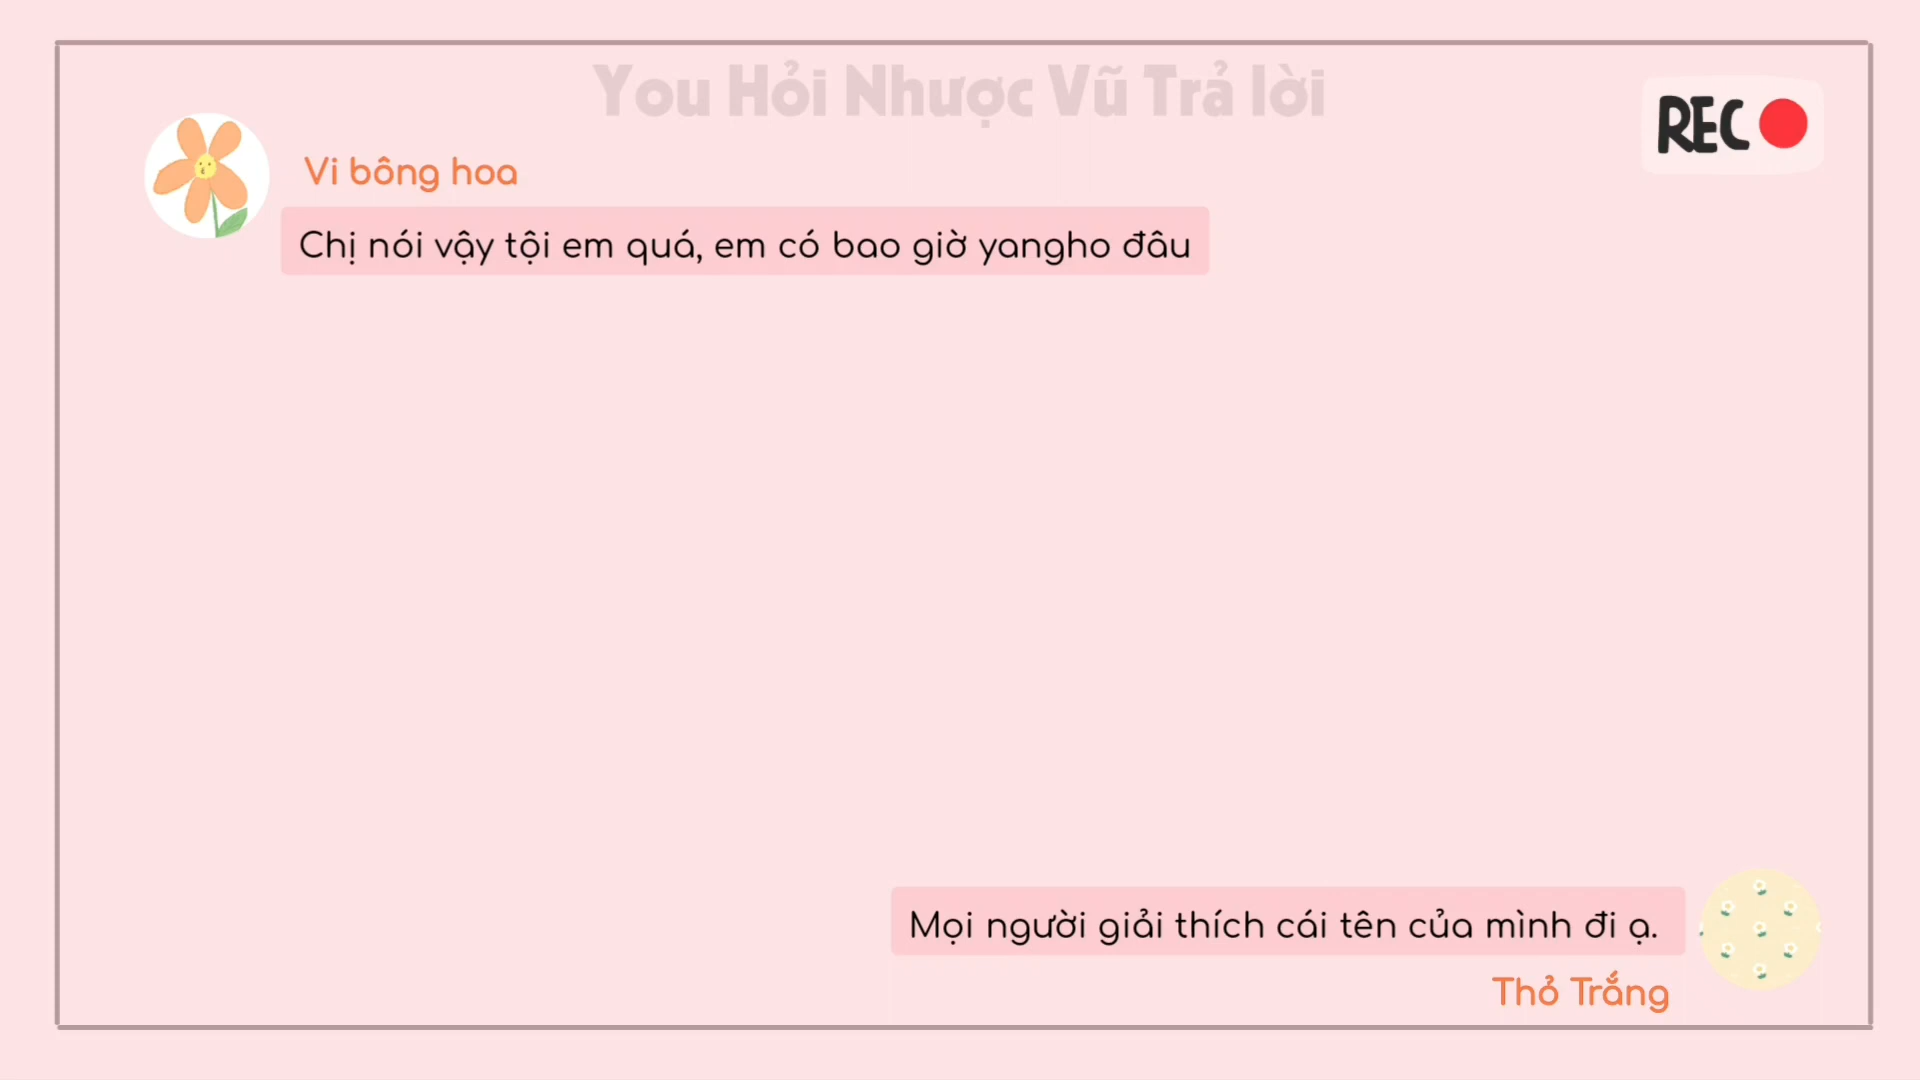 You Hỏi Nhược Vũ Trả lời
REC
Vi bông hoa
Chị nói vậy tội em quá, em có bao giờ yangho đâu
Mọi người giải thích cái tên của mình đi ạ.
Thỏ Trắng